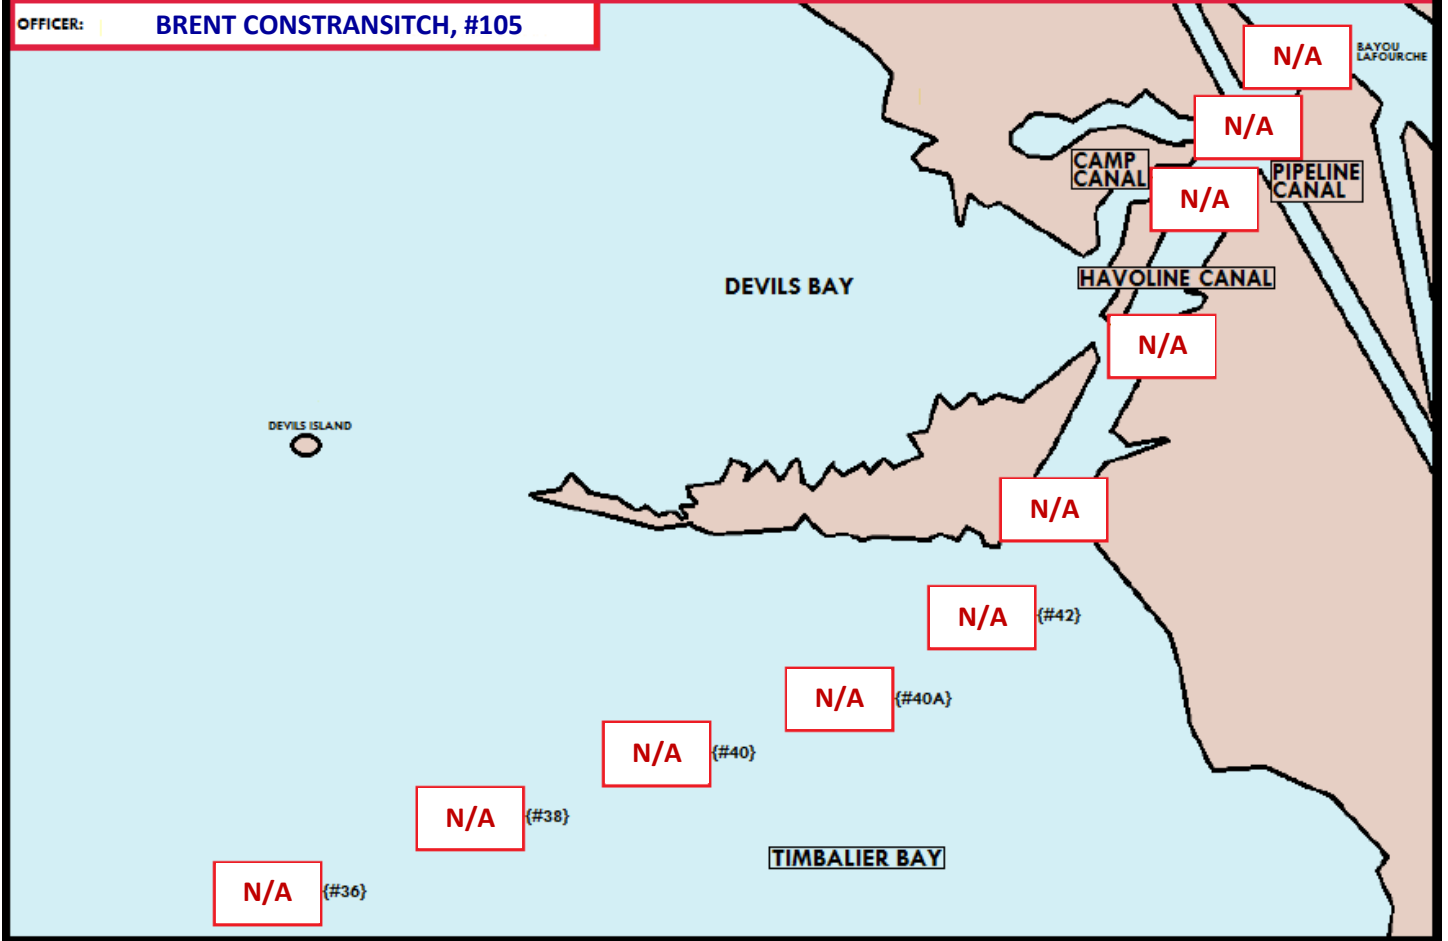 OFFICER: BRENT CONSTRANSITCH, #105
N/A
BAYOU
LAFOURCHE
N/A
CAMP
CANAL
PIPELINE
CANAL
N/A
HAVOLINE CANAL
DEVILS BAY
N/A
DEVILS ISLAND
N/A
N/A {#42}
N/A {#40A}
N/A {#40}
N/A {#38}
TIMBALIER BAY
N/A {#36}